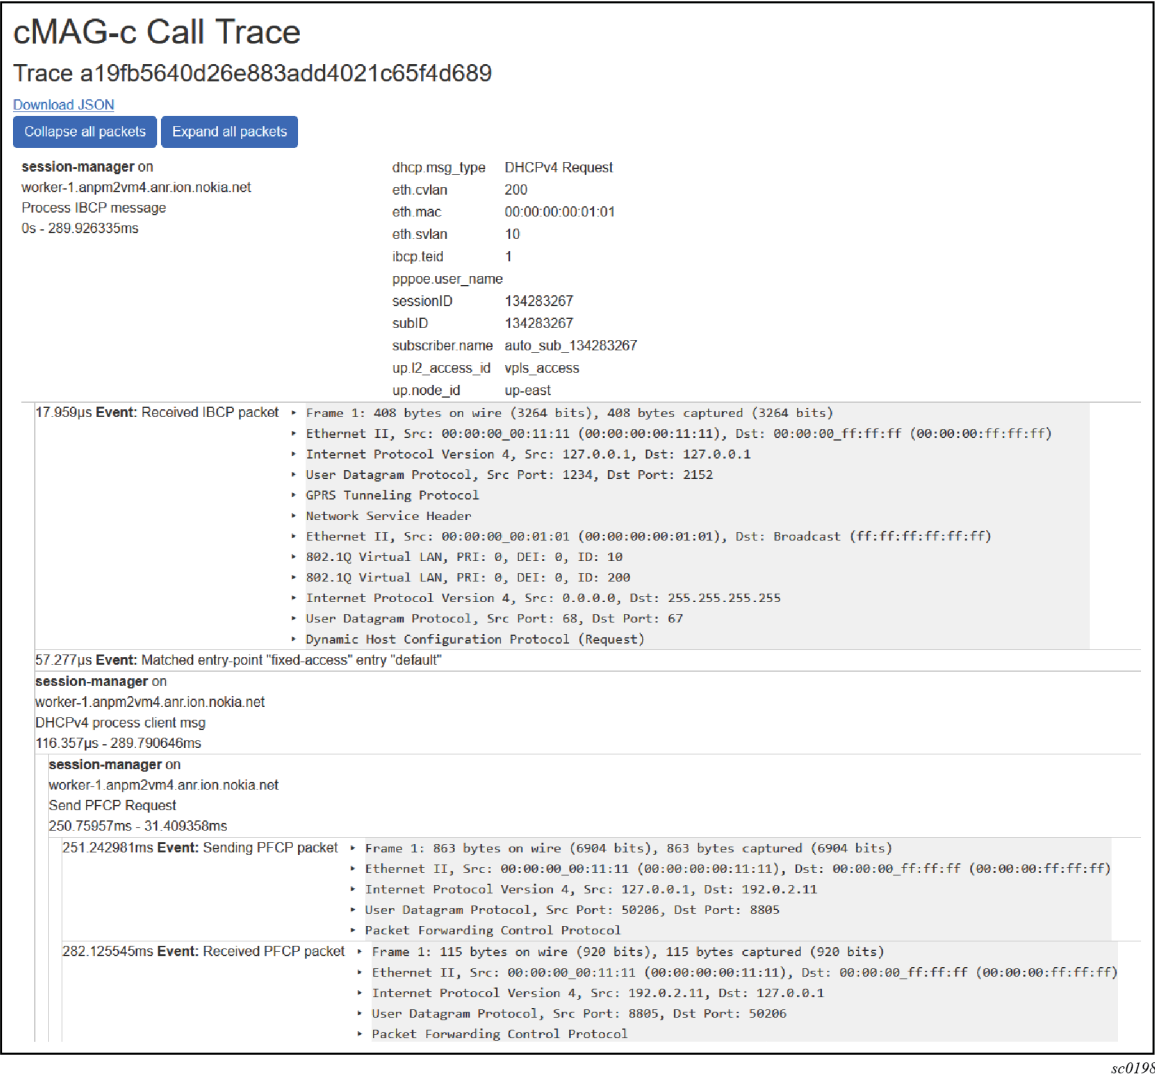 cMAG-c Call Trace
Trace a19fb5640d26e883add4021c65f4d689
Download JSON
Collapse all packets Expand all packets
session-manager on
worker-1.anpm2vm4.anr.ion.nokia.net
Process IBCP message
0s - 289.926335ms
dhcp.msg_type DHCPv4 Request
eth.cvlan 200
eth.mac 00:00:00:00:01:01
eth.svlan 10
ibcp.teid 1
pppoe.user_name
sessionID 134283267
subID 134283267
subscriber.name auto_sub_134283267
up.l2_access_id vpls_access
up.node_id up-east
17.959µs Event: Received IBCP packet ‣ Frame 1: 408 bytes on wire (3264 bits), 408 bytes captured (3264 bits)
‣ Ethernet II, Src: 00:00:00_00:11:11 (00:00:00:00:11:11), Dst: 00:00:00_ff:ff:ff (00:00:00:ff:ff:ff)
‣ Internet Protocol Version 4, Src: 127.0.0.1, Dst: 127.0.0.1
‣ User Datagram Protocol, Src Port: 1234, Dst Port: 2152
‣ GPRS Tunneling Protocol
‣ Network Service Header
‣ Ethernet II, Src: 00:00:00_00:01:01 (00:00:00:00:01:01), Dst: Broadcast (ff:ff:ff:ff:ff:ff)
‣ 802.1Q Virtual LAN, PRI: 0, DEI: 0, ID: 10
‣ 802.1Q Virtual LAN, PRI: 0, DEI: 0, ID: 200
‣ Internet Protocol Version 4, Src: 0.0.0.0, Dst: 255.255.255.255
‣ User Datagram Protocol, Src Port: 68, Dst Port: 67
‣ Dynamic Host Configuration Protocol (Request)
57.277µs Event: Matched entry-point "fixed-access" entry "default"
session-manager on
worker-1.anpm2vm4.anr.ion.nokia.net
DHCPv4 process client msg
116.357µs - 289.790646ms
session-manager on
worker-1.anpm2vm4.anr.ion.nokia.net
Send PFCP Request
250.75957ms - 31.409358ms
251.242981ms Event: Sending PFCP packet ‣ Frame 1: 863 bytes on wire (6904 bits), 863 bytes captured (6904 bits)
‣ Ethernet II, Src: 00:00:00_00:11:11 (00:00:00:00:11:11), Dst: 00:00:00_ff:ff:ff (00:00:00:ff:ff:ff)
‣ Internet Protocol Version 4, Src: 127.0.0.1, Dst: 192.0.2.11
‣ User Datagram Protocol, Src Port: 50206, Dst Port: 8805
‣ Packet Forwarding Control Protocol
282.125545ms Event: Received PFCP packet ‣ Frame 1: 115 bytes on wire (920 bits), 115 bytes captured (920 bits)
‣ Ethernet II, Src: 00:00:00_00:11:11 (00:00:00:00:11:11), Dst: 00:00:00_ff:ff:ff (00:00:00:ff:ff:ff)
‣ Internet Protocol Version 4, Src: 192.0.2.11, Dst: 127.0.0.1
‣ User Datagram Protocol, Src Port: 8805, Dst Port: 50206
‣ Packet Forwarding Control Protocol
sc0198